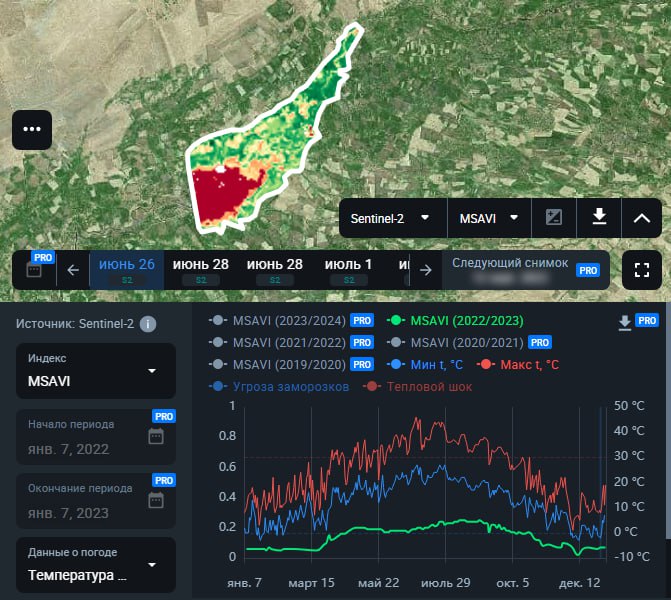 Sentinel-2
MSAVI
PRO
июнь 26
июнь 28
июнь 28
июль 1
S2
S2
S2
S2
Следующий снимок
PRO
Источник: Sentinel-2
Индекс
MSAVI
PRO
Начало периода
янв. 7, 2022
PRO
Окончание периода
янв. 7, 2023
Данные о погоде
Температура ...
MSAVI (2023/2024) PRO
MSAVI (2022/2023)
PRO
MSAVI (2021/2022) PRO
MSAVI (2020/2021) PRO
MSAVI (2019/2020) PRO
Мин t, °C
Макс t, °C
Угроза заморозков
Тепловой шок
1
0.8
0.6
0.4
0.2
0
50 °C
40 °C
30 °C
20 °C
10 °C
0 °C
-10 °C
янв. 7
март 15
май 22
июль 29
окт. 5
дек. 12